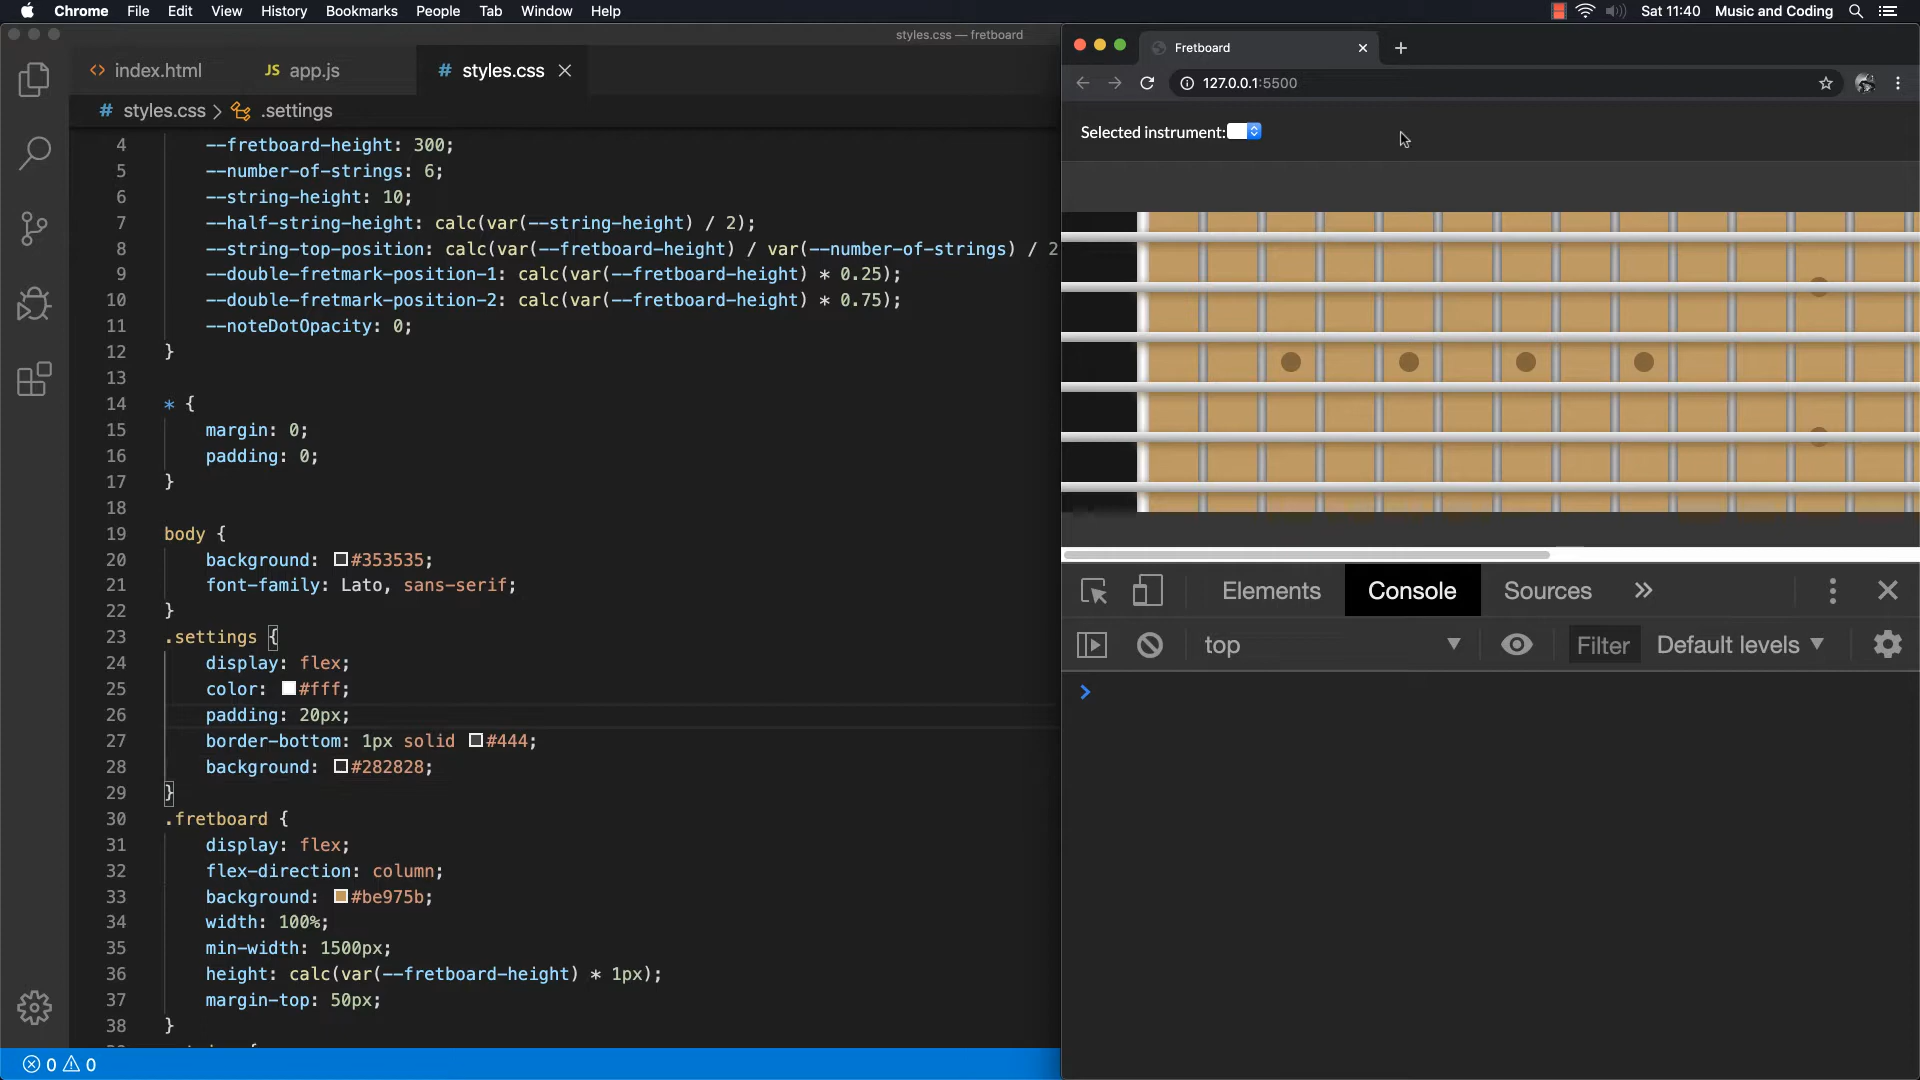 Chrome File Edit View History Bookmarks People Tab Window Help
Sat 11:40 Music and Coding
styles.css — fretboard
index.html
JS app.js
# styles.css
# styles.css > .settings
4 --fretboard-height: 300;
5 --number-of-strings: 6;
6 --string-height: 10;
7 --half-string-height: calc(var(--string-height) / 2);
8 --string-top-position: calc(var(--fretboard-height) / var(--number-of-strings) / 2
9 --double-fretmark-position-1: calc(var(--fretboard-height) * 0.25);
10 --double-fretmark-position-2: calc(var(--fretboard-height) * 0.75);
11 --noteDotOpacity: 0;
12 }
13
14 * {
15 margin: 0;
16 padding: 0;
17 }
18
19 body {
20 background: #353535;
21 font-family: Lato, sans-serif;
22 }
23 .settings {
24 display: flex;
25 color: #fff;
26 padding: 20px;
27 border-bottom: 1px solid #444;
28 background: #282828;
29 }
30 .fretboard {
31 display: flex;
32 flex-direction: column;
33 background: #be975b;
34 width: 100%;
35 min-width: 1500px;
36 height: calc(var(--fretboard-height) * 1px);
37 margin-top: 50px;
38 }
0 0
Fretboard
127.0.0.1:5500
Selected instrument:
Elements Console Sources »
top Filter Default levels